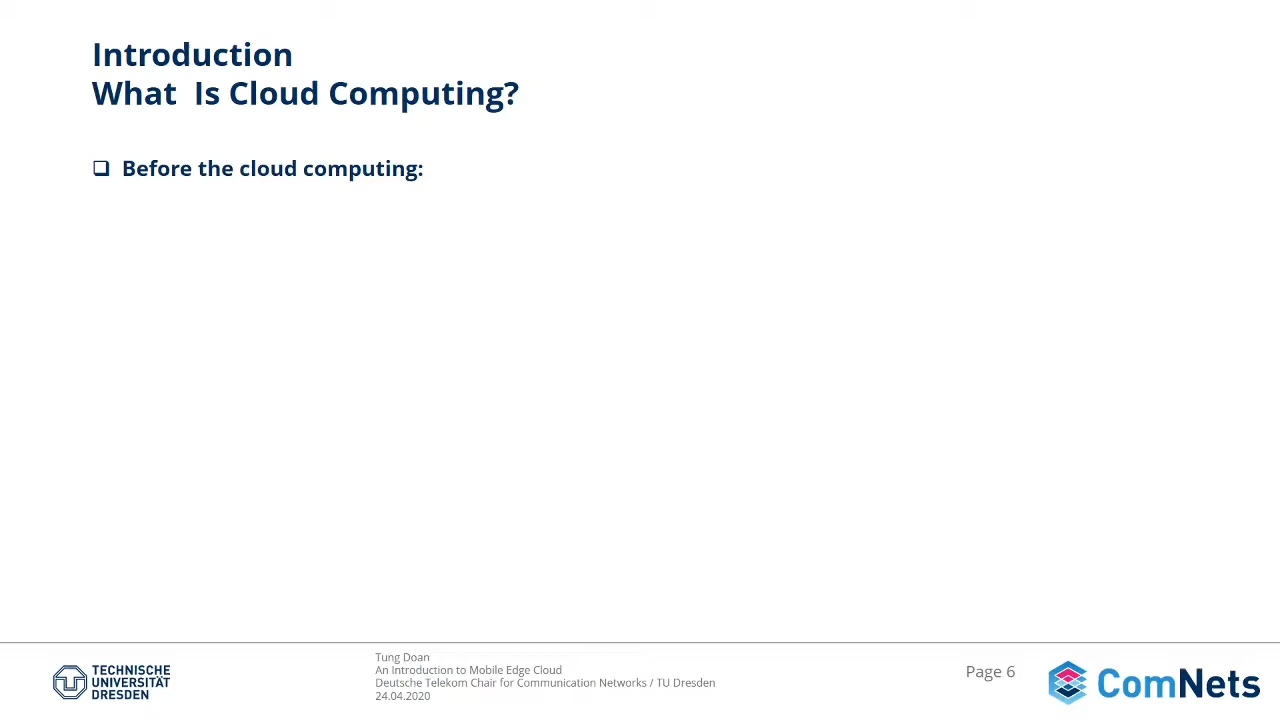 Introduction
What  Is Cloud Computing?
❑ Before the cloud computing:
TECHNISCHE
UNIVERSITÄT
DRESDEN
Tung Doan
An Introduction to Mobile Edge Cloud
Deutsche Telekom Chair for Communication Networks / TU Dresden
24.04.2020
Page 6
ComNets